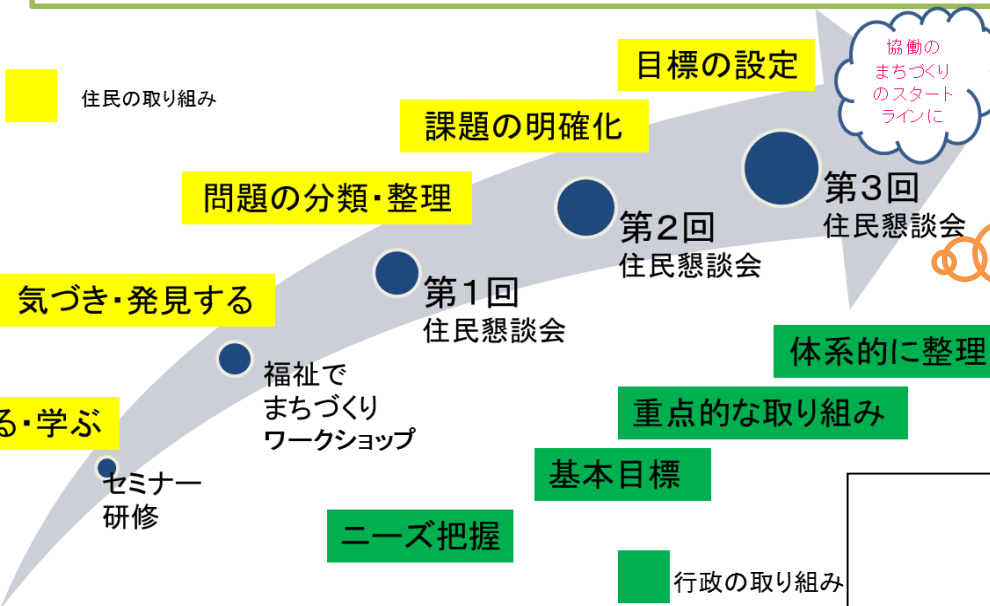 協働の
まちづくり
のスタート
ラインに
目標の設定
住民の取り組み
課題の明確化
第3回
住民懇談会
問題の分類・整理
第2回
住民懇談会
気づき・発見する
第1回
住民懇談会
体系的に整理
福祉で
まちづくり
ワークショップ
重点的な取り組み
る・学ぶ
基本目標
セミナー
研修
ニーズ把握
行政の取り組み